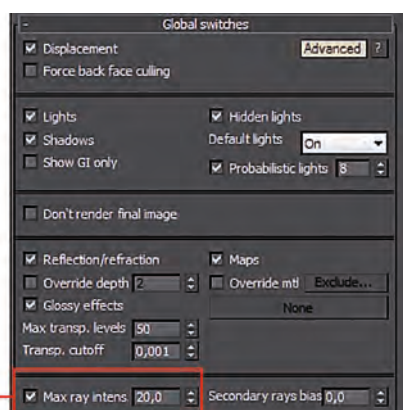 - Global switches
Displacement Advanced ?
Force back face culling
Lights Hidden lights
Shadows Default lights On
Show GI only Probabilistic lights 8
Don't render final image
Reflection/refraction Maps
Override depth 2 Override mtl Exclude...
Glossy effects None
Max transp. levels 50
Transp. cutoff 0,001
Max ray intens 20,0 Secondary rays bias 0,0